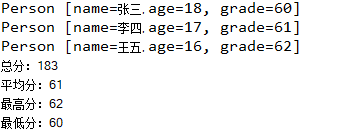 Person [name=张三,age=18, grade=60]
Person [name=李四,age=17, grade=61]
Person [name=王五,age=16, grade=62]
总分：183
平均分：61
最高分：62
最低分：60